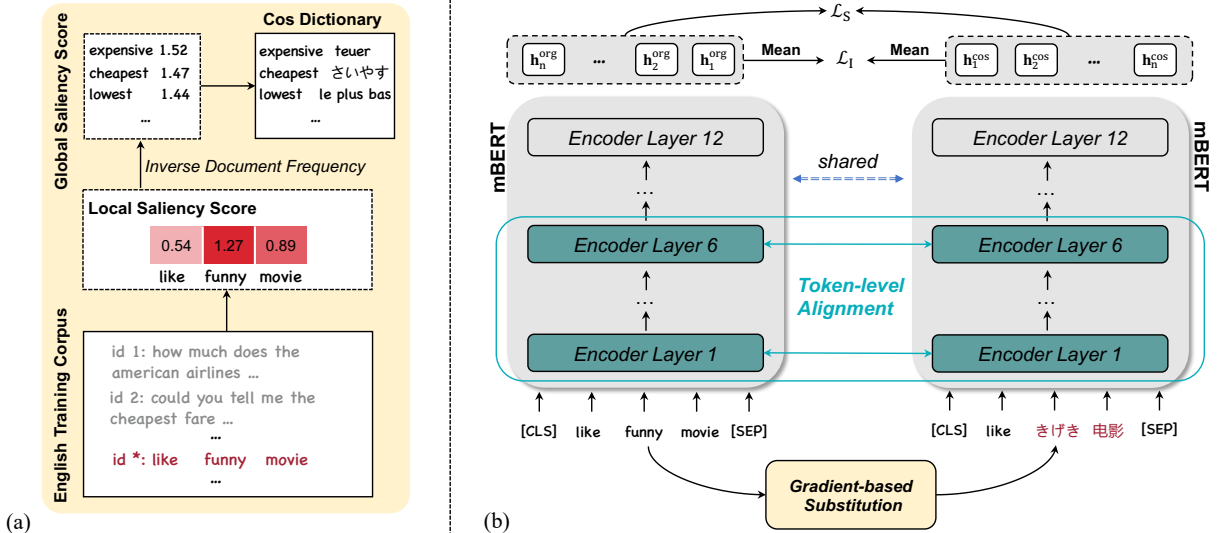 Global Saliency Score
Cos Dictionary
expensive 1.52
cheapest 1.47
lowest 1.44
...
expensive teuer
cheapest さいやす
lowest le plus bas
...
Inverse Document Frequency
Local Saliency Score
0.54 1.27 0.89
like funny movie
English Training Corpus
id 1: how much does the
american airlines ...
id 2: could you tell me the
cheapest fare ...
...
id *: like funny movie
...
(a)
ℒ_S
h_n^org ... h_2^org h_1^org
Mean
ℒ_I
Mean
h_1^cos h_2^cos ... h_n^cos
mBERT
Encoder Layer 12
...
Encoder Layer 6
...
Encoder Layer 1
[CLS] like funny movie [SEP]
shared
Token-level
Alignment
mBERT
Encoder Layer 12
...
Encoder Layer 6
...
Encoder Layer 1
[CLS] like きげき 电影 [SEP]
Gradient-based
Substitution
(b)